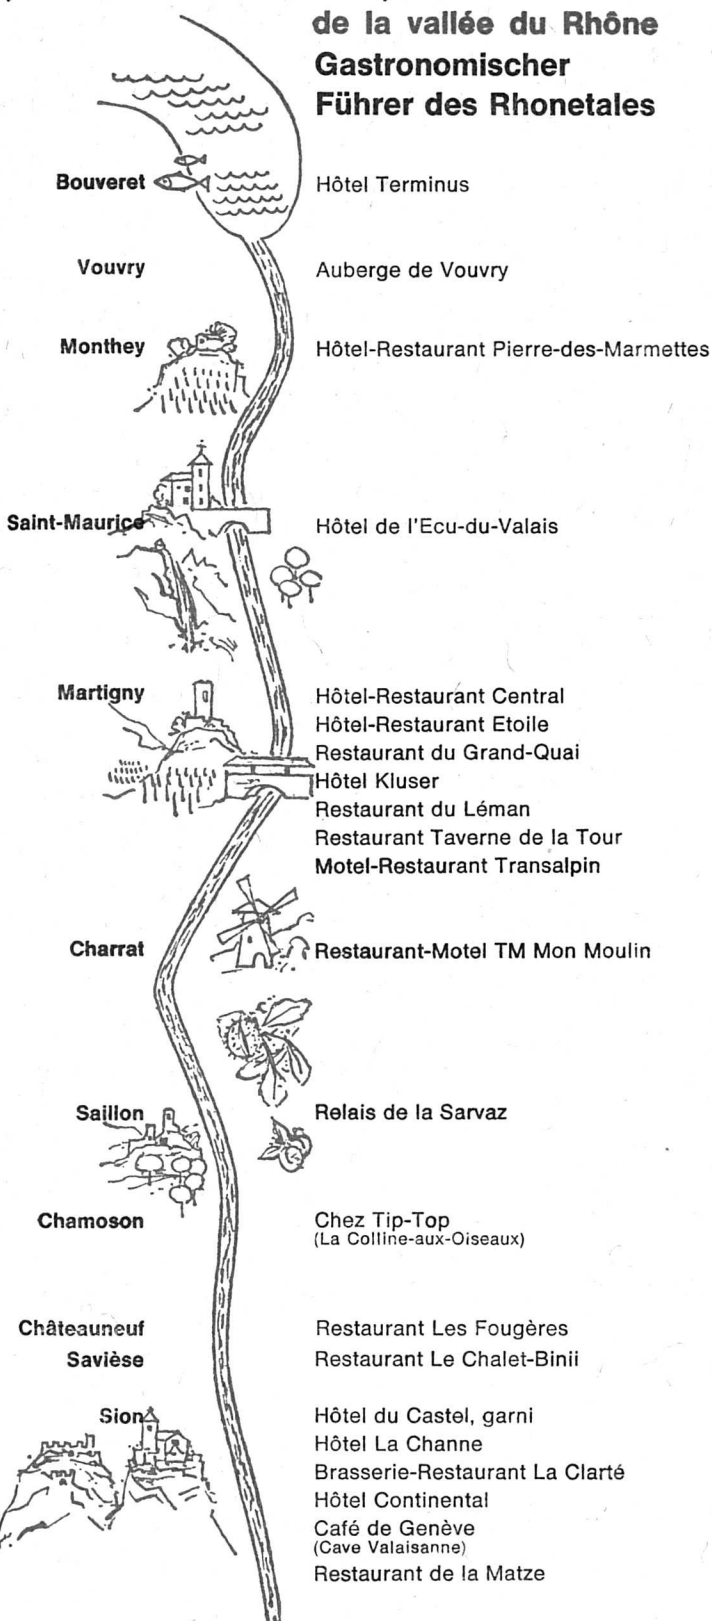 de la vallée du Rhône
Gastronomischer
Führer des Rhonetales
Bouveret Hôtel Terminus
Vouvry Auberge de Vouvry
Monthey Hôtel-Restaurant Pierre-des-Marmettes
Saint-Maurice Hôtel de l'Ecu-du-Valais
Martigny Hôtel-Restaurant Central
Hôtel-Restaurant Etoile
Restaurant du Grand-Quai
Hôtel Kluser
Restaurant du Léman
Restaurant Taverne de la Tour
Motel-Restaurant Transalpin
Charrat Restaurant-Motel TM Mon Moulin
Saillon Relais de la Sarvaz
Chamoson Chez Tip-Top
(La Colline-aux-Oiseaux)
Châteauneuf Restaurant Les Fougères
Savièse Restaurant Le Chalet-Binii
Sion Hôtel du Castel, garni
Hôtel La Channe
Brasserie-Restaurant La Clarté
Hôtel Continental
Café de Genève
(Cave Valaisanne)
Restaurant de la Matze